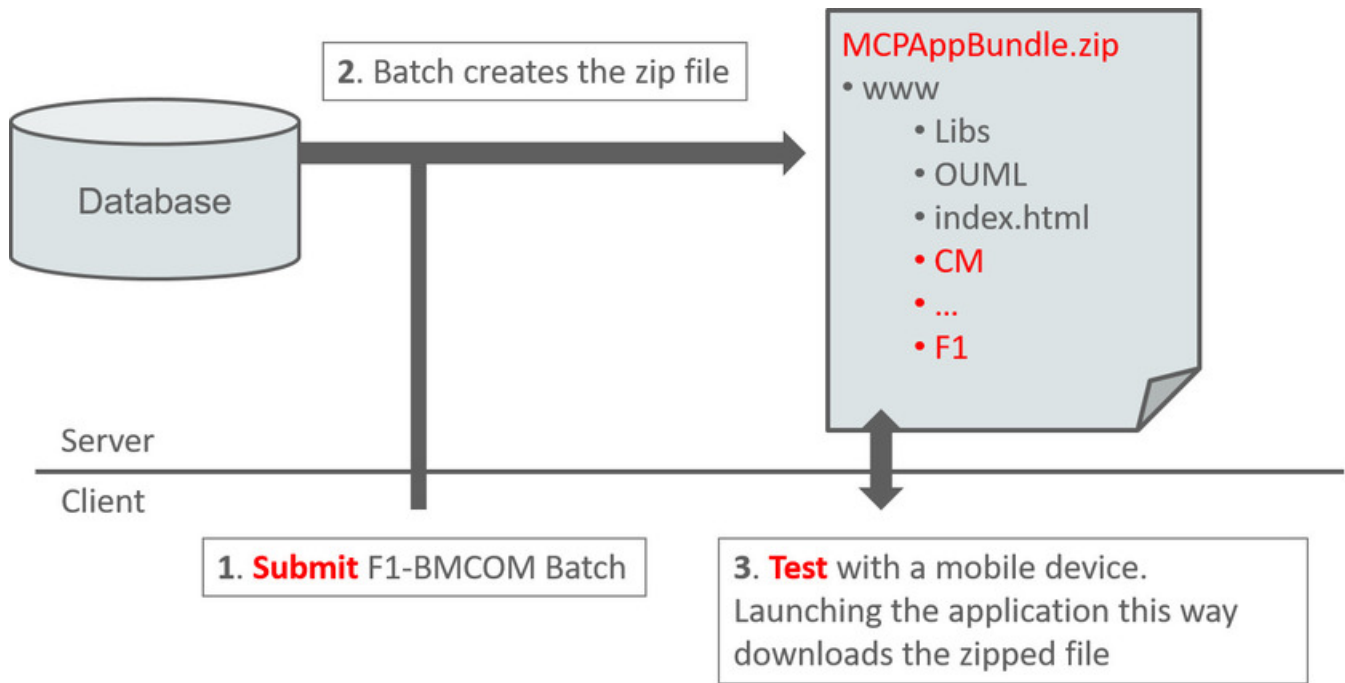 2. Batch creates the zip file
MCPAppBundle.zip
• www
• Libs
• OUML
• index.html
• CM
• ...
• F1
Database
Server
Client
1. Submit F1-BMCOM Batch
3. Test with a mobile device.
Launching the application this way
downloads the zipped file